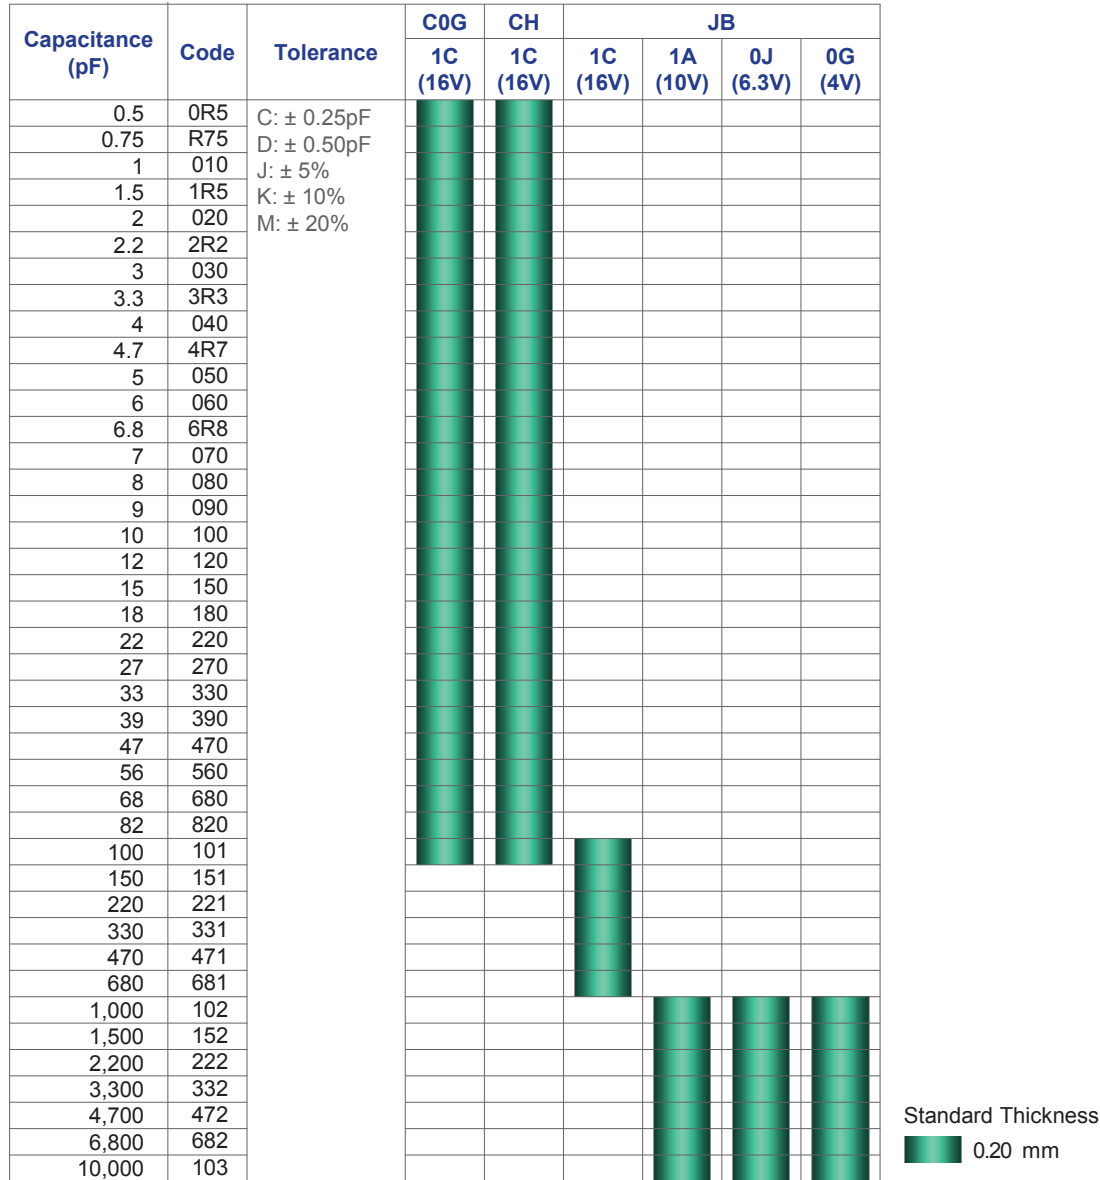 Capacitance (pF) Code Tolerance C0G CH JB
1C (16V) 1C (16V) 1C (16V) 1A (10V) 0J (6.3V) 0G (4V)
0.5 0R5 C: ± 0.25pF
0.75 R75 D: ± 0.50pF
1 010 J: ± 5%
1.5 1R5 K: ± 10%
2 020 M: ± 20%
2.2 2R2
3 030
3.3 3R3
4 040
4.7 4R7
5 050
6 060
6.8 6R8
7 070
8 080
9 090
10 100
12 120
15 150
18 180
22 220
27 270
33 330
39 390
47 470
56 560
68 680
82 820
100 101
150 151
220 221
330 331
470 471
680 681
1,000 102
1,500 152
2,200 222
3,300 332
4,700 472
6,800 682
10,000 103
Standard Thickness
0.20 mm